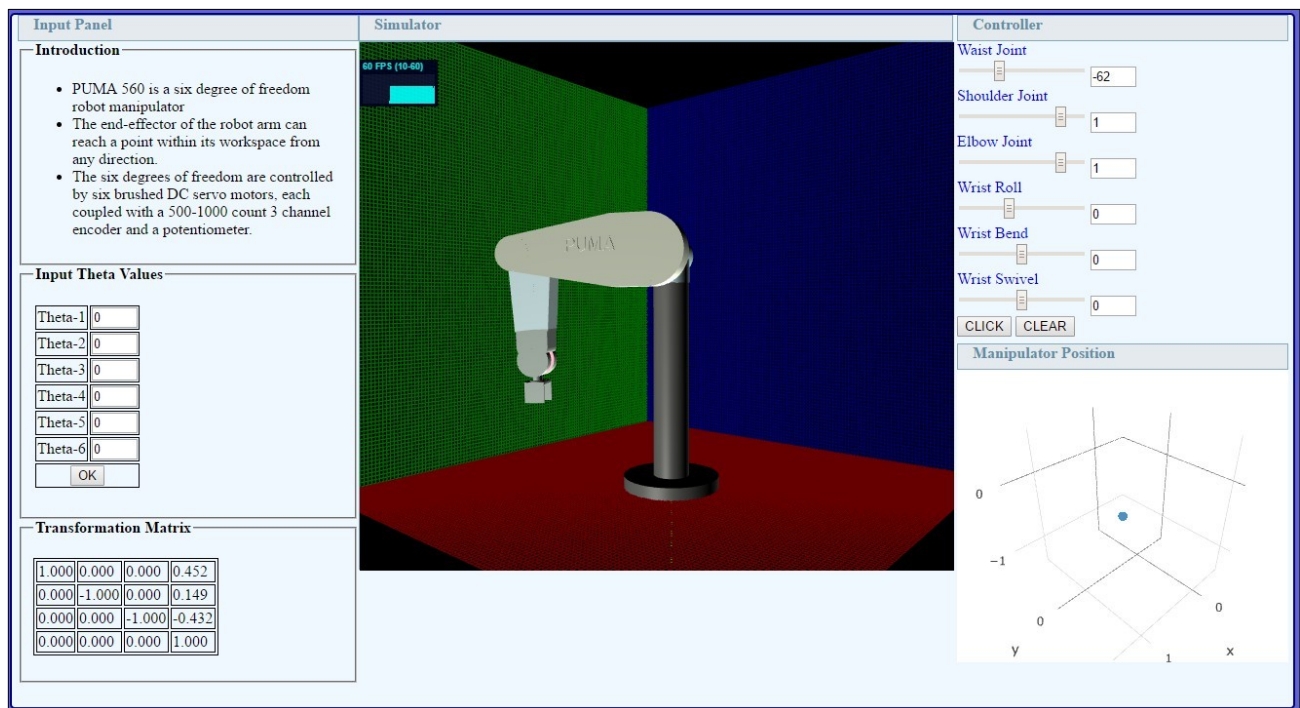 Input Panel
Introduction
• PUMA 560 is a six degree of freedom
robot manipulator
• The end-effector of the robot arm can
reach a point within its workspace from
any direction.
• The six degrees of freedom are controlled
by six brushed DC servo motors, each
coupled with a 500-1000 count 3 channel
encoder and a potentiometer.
Input Theta Values
Theta-1 0
Theta-2 0
Theta-3 0
Theta-4 0
Theta-5 0
Theta-6 0
OK
Transformation Matrix
1.000 0.000 0.000 0.452
0.000 -1.000 0.000 0.149
0.000 0.000 -1.000 -0.432
0.000 0.000 0.000 1.000
Simulator
60 FPS (10-60)
PUMA
Controller
Waist Joint
-62
Shoulder Joint
1
Elbow Joint
1
Wrist Roll
0
Wrist Bend
0
Wrist Swivel
0
CLICK CLEAR
Manipulator Position
0
−1
0
0
y
1
x